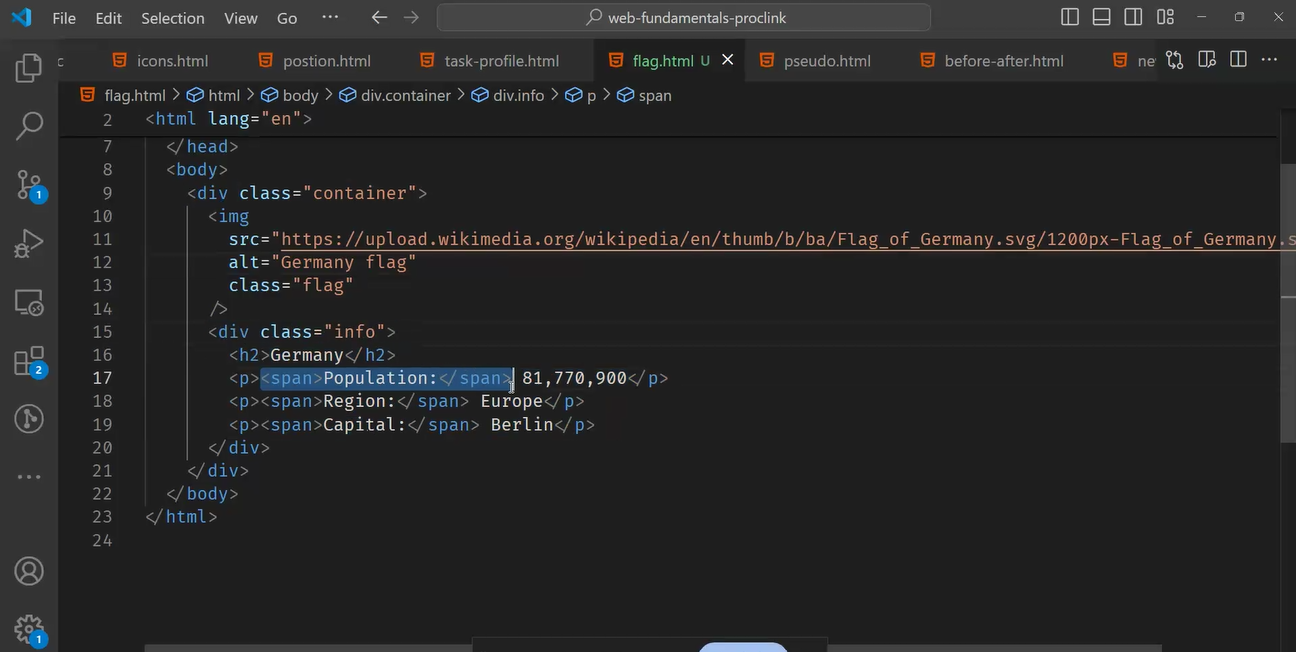 File Edit Selection View Go ··· web-fundamentals-proclink
c icons.html postion.html task-profile.html flag.html U pseudo.html before-after.html ne
flag.html > html > body > div.container > div.info > p > span
2 <html lang="en">
7 </head>
8 <body>
9 <div class="container">
10 <img
11 src="https://upload.wikimedia.org/wikipedia/en/thumb/b/ba/Flag_of_Germany.svg/1200px-Flag_of_Germany.s
12 alt="Germany flag"
13 class="flag"
14 />
15 <div class="info">
16 <h2>Germany</h2>
17 <p><span>Population:</span> 81,770,900</p>
18 <p><span>Region:</span> Europe</p>
19 <p><span>Capital:</span> Berlin</p>
20 </div>
21 </div>
22 </body>
23 </html>
24
1
2
1